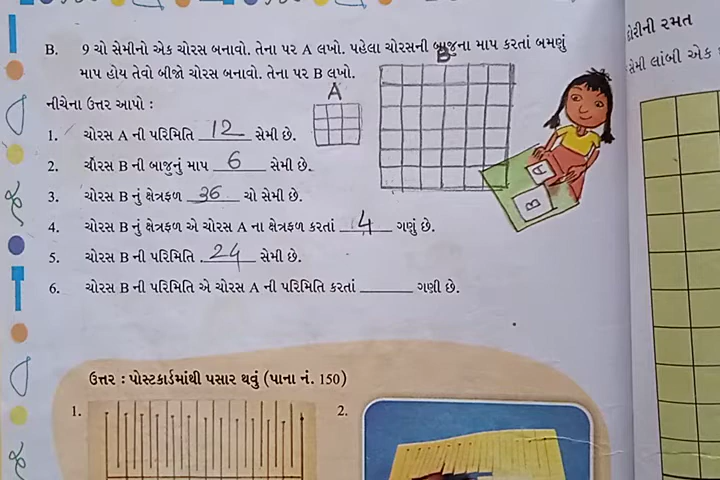 B. 9 ચો સેમીનો એક ચોરસ બનાવો. તેના પર A લખો. પહેલા ચોરસની બાજુના માપ કરતાં બમણું
માપ હોય તેવો બીજો ચોરસ બનાવો. તેના પર B લખો.
B
A
નીચેના ઉત્તર આપો :
1. ચોરસ A ની પરિમિતિ 12 સેમી છે.
2. ચોરસ B ની બાજુનું માપ 6 સેમી છે.
3. ચોરસ B નું ક્ષેત્રફળ 36 ચો સેમી છે.
4. ચોરસ B નું ક્ષેત્રફળ એ ચોરસ A ના ક્ષેત્રફળ કરતાં 4 ગણું છે.
5. ચોરસ B ની પરિમિતિ 24 સેમી છે.
6. ચોરસ B ની પરિમિતિ એ ચોરસ A ની પરિમિતિ કરતાં ______ ગણી છે.
A
B
ઉત્તર : પોસ્ટકાર્ડમાંથી પસાર થવું (પાના નં. 150)
1.
2.
દોરીની રમત
સેમી લાંબી એક